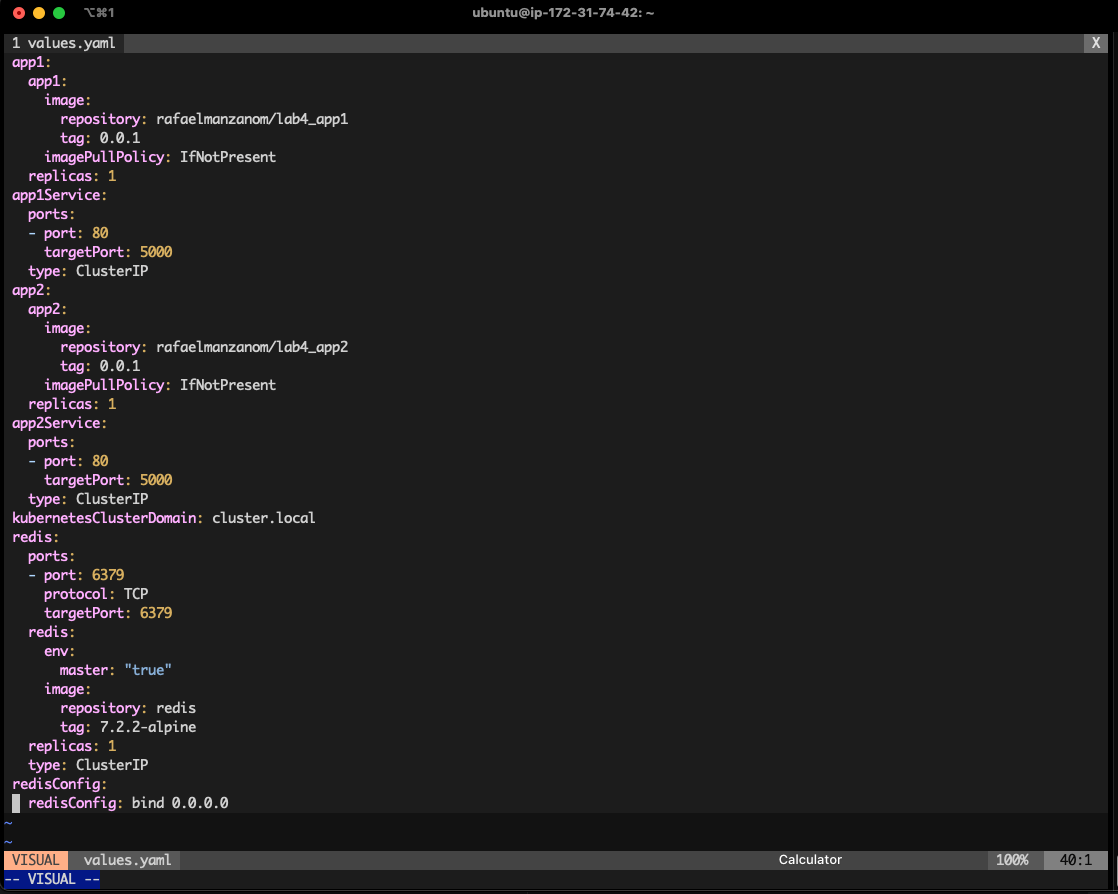 ⌥⌘1 ubuntu@ip-172-31-74-42: ~
1 values.yaml X
app1:
  app1:
    image:
      repository: rafaelmanzanom/lab4_app1
      tag: 0.0.1
    imagePullPolicy: IfNotPresent
  replicas: 1
app1Service:
  ports:
  - port: 80
    targetPort: 5000
  type: ClusterIP
app2:
  app2:
    image:
      repository: rafaelmanzanom/lab4_app2
      tag: 0.0.1
    imagePullPolicy: IfNotPresent
  replicas: 1
app2Service:
  ports:
  - port: 80
    targetPort: 5000
  type: ClusterIP
kubernetesClusterDomain: cluster.local
redis:
  ports:
  - port: 6379
    protocol: TCP
    targetPort: 6379
  redis:
    env:
      master: "true"
    image:
      repository: redis
      tag: 7.2.2-alpine
  replicas: 1
  type: ClusterIP
redisConfig:
  redisConfig: bind 0.0.0.0
~
~
VISUAL values.yaml Calculator 100% 40:1
-- VISUAL --